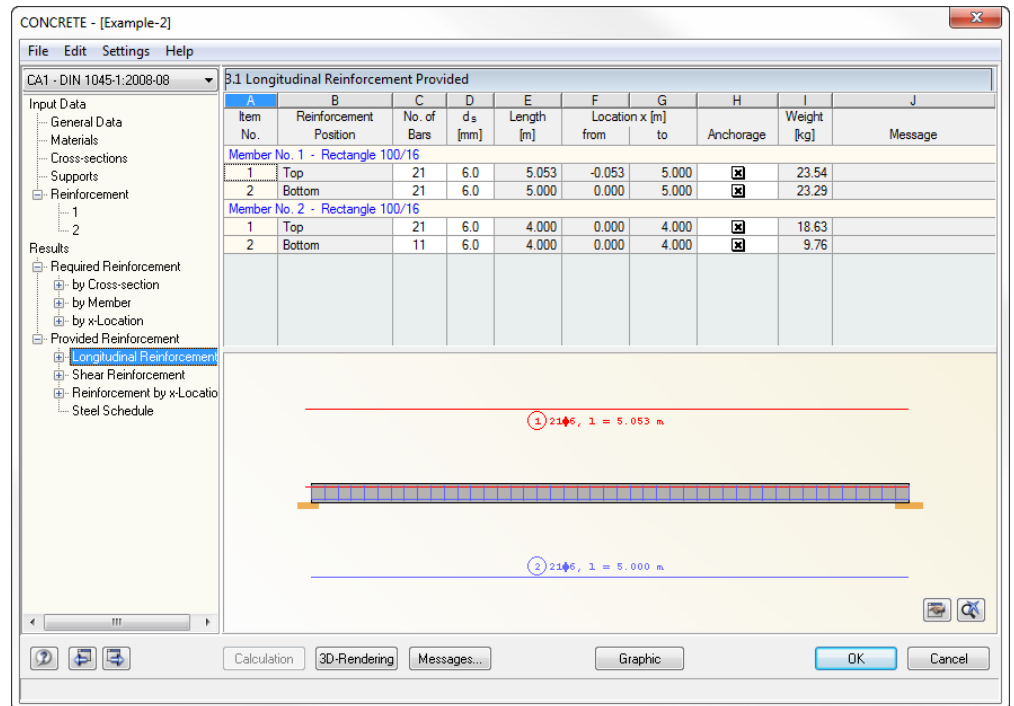 CONCRETE - [Example-2]
File Edit Settings Help
CA1 - DIN 1045-1:2008-08
Input Data
General Data
Materials
Cross-sections
Supports
Reinforcement
1
2
Results
Required Reinforcement
by Cross-section
by Member
by x-Location
Provided Reinforcement
Longitudinal Reinforcement
Shear Reinforcement
Reinforcement by x-Locatio
Steel Schedule
3.1 Longitudinal Reinforcement Provided
A B C D E F G H I J
Item Reinforcement No. of ds Length Location x [m] Weight
No. Position Bars [mm] [m] from to Anchorage [kg] Message
Member No. 1 - Rectangle 100/16
1 Top 21 6.0 5.053 -0.053 5.000 23.54
2 Bottom 21 6.0 5.000 0.000 5.000 23.29
Member No. 2 - Rectangle 100/16
1 Top 21 6.0 4.000 0.000 4.000 18.63
2 Bottom 11 6.0 4.000 0.000 4.000 9.76
1 21ϕ6, l = 5.053 m
2 21ϕ6, l = 5.000 m
Calculation 3D-Rendering Messages... Graphic OK Cancel